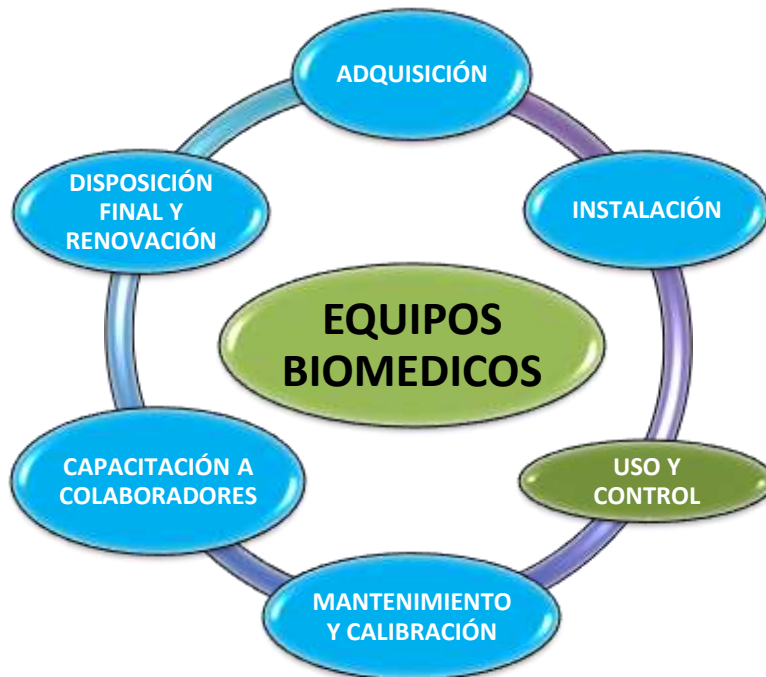 ADQUISICIÓN
INSTALACIÓN
USO Y
CONTROL
MANTENIMIENTO
Y CALIBRACIÓN
CAPACITACIÓN A
COLABORADORES
DISPOSICIÓN
FINAL Y
RENOVACIÓN
EQUIPOS
BIOMEDICOS